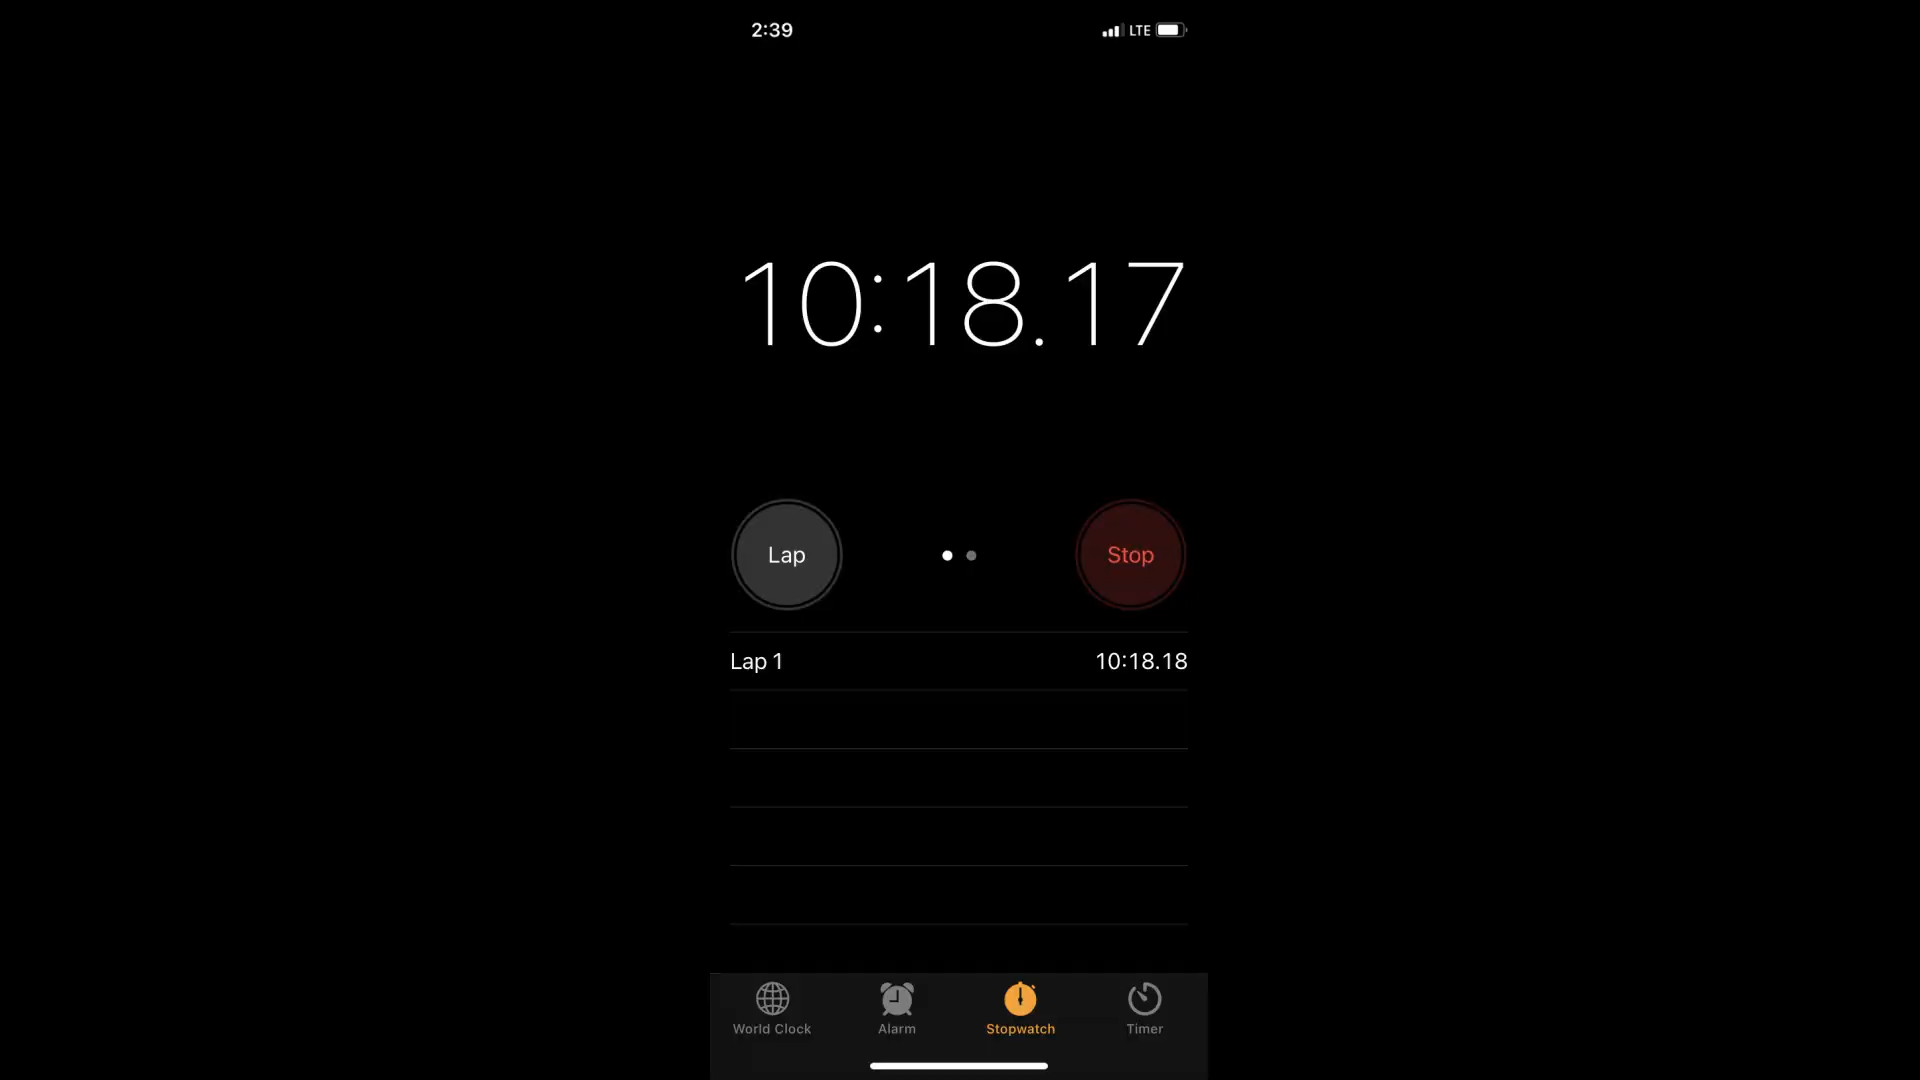 2:39 LTE
10:18.17
Lap Stop
Lap 1 10:18.18
World Clock Alarm Stopwatch Timer